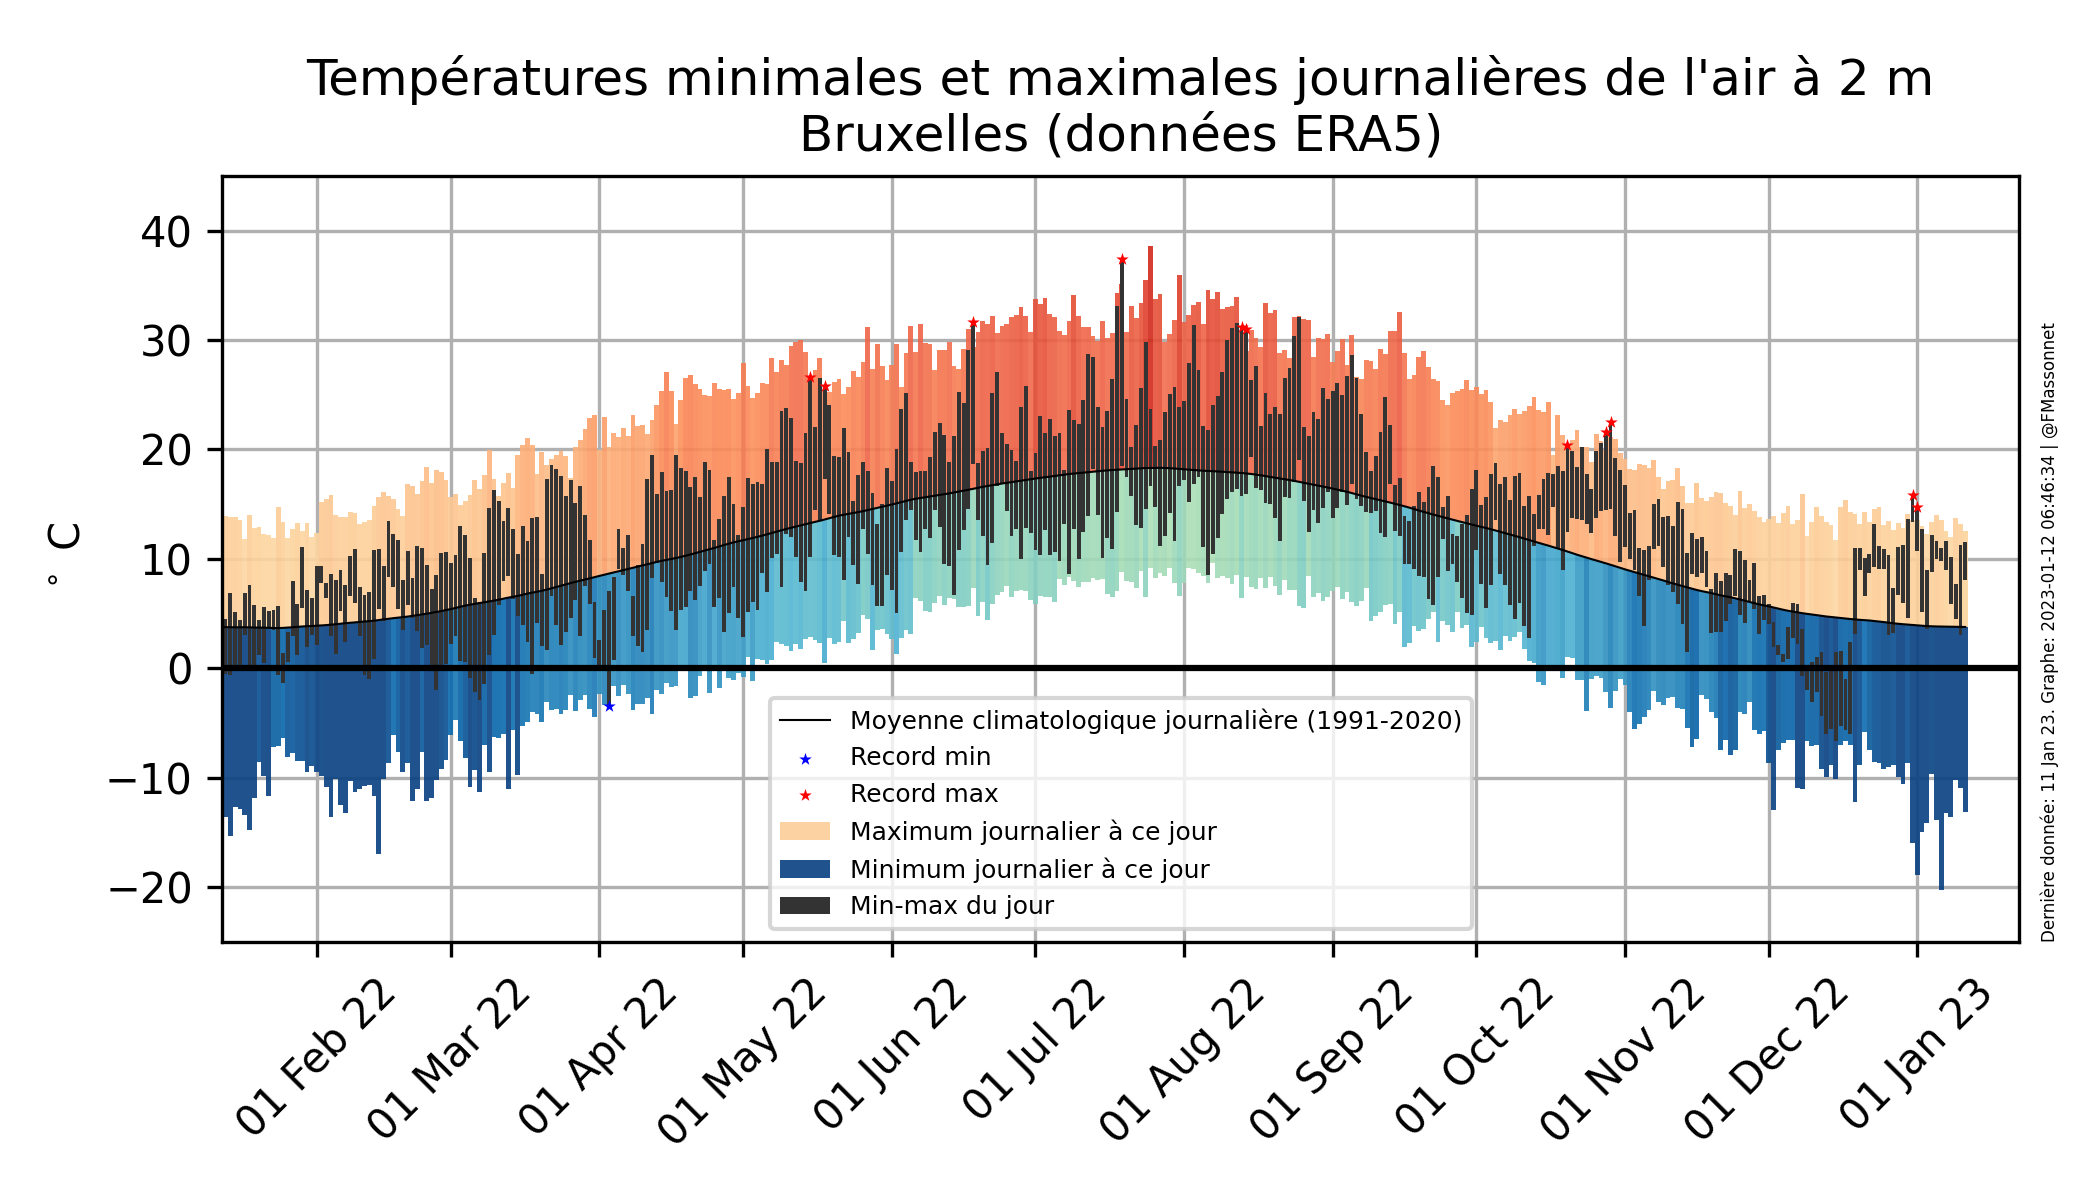 Températures minimales et maximales journalières de l'air à 2 m
Bruxelles (données ERA5)
° C
40
30
20
10
0
−10
−20
Moyenne climatologique journalière (1991-2020)
Record min
Record max
Maximum journalier à ce jour
Minimum journalier à ce jour
Min-max du jour
01 Feb 22
01 Mar 22
01 Apr 22
01 May 22
01 Jun 22
01 Jul 22
01 Aug 22
01 Sep 22
01 Oct 22
01 Nov 22
01 Dec 22
01 Jan 23
Dernière donnée: 11 Jan 23. Graphe: 2023-01-12 06:46:34 | @FMassonnet